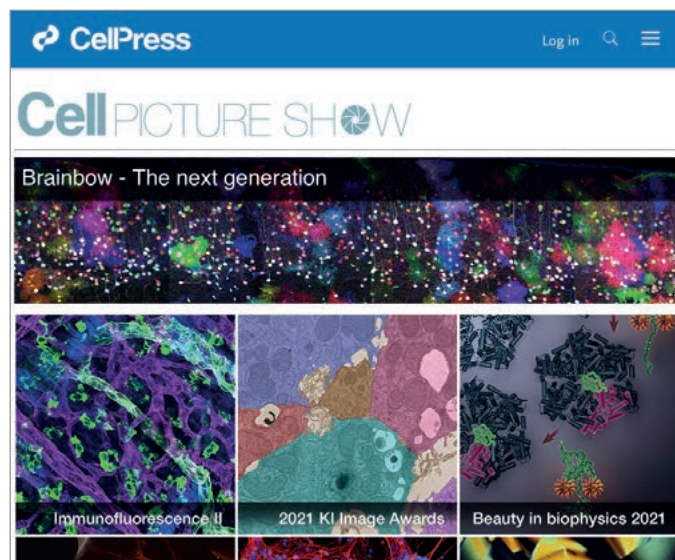 CellPress
Log in
Cell PICTURE SHOW
Brainbow - The next generation
Immunofluorescence II
2021 KI Image Awards
Beauty in biophysics 2021